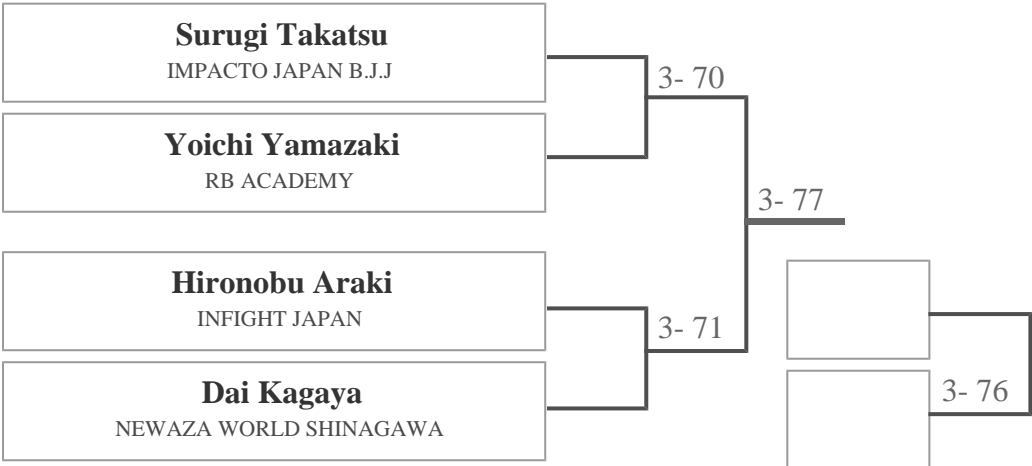 Surugi Takatsu
IMPACTO JAPAN B.J.J
3- 70
Yoichi Yamazaki
RB ACADEMY
3- 77
Hironobu Araki
INFIGHT JAPAN
3- 71
Dai Kagaya
NEWAZA WORLD SHINAGAWA
3- 76